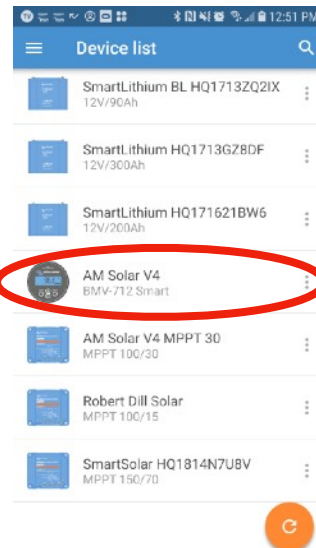 12:51 PM
Device list
SmartLithium BL HQ1713ZQ2IX
12V/90Ah
SmartLithium HQ1713GZ8DF
12V/300Ah
SmartLithium HQ171621BW6
12V/200Ah
AM Solar V4
BMV-712 Smart
AM Solar V4 MPPT 30
MPPT 100/30
Robert Dill Solar
MPPT 100/15
SmartSolar HQ1814N7U8V
MPPT 150/70